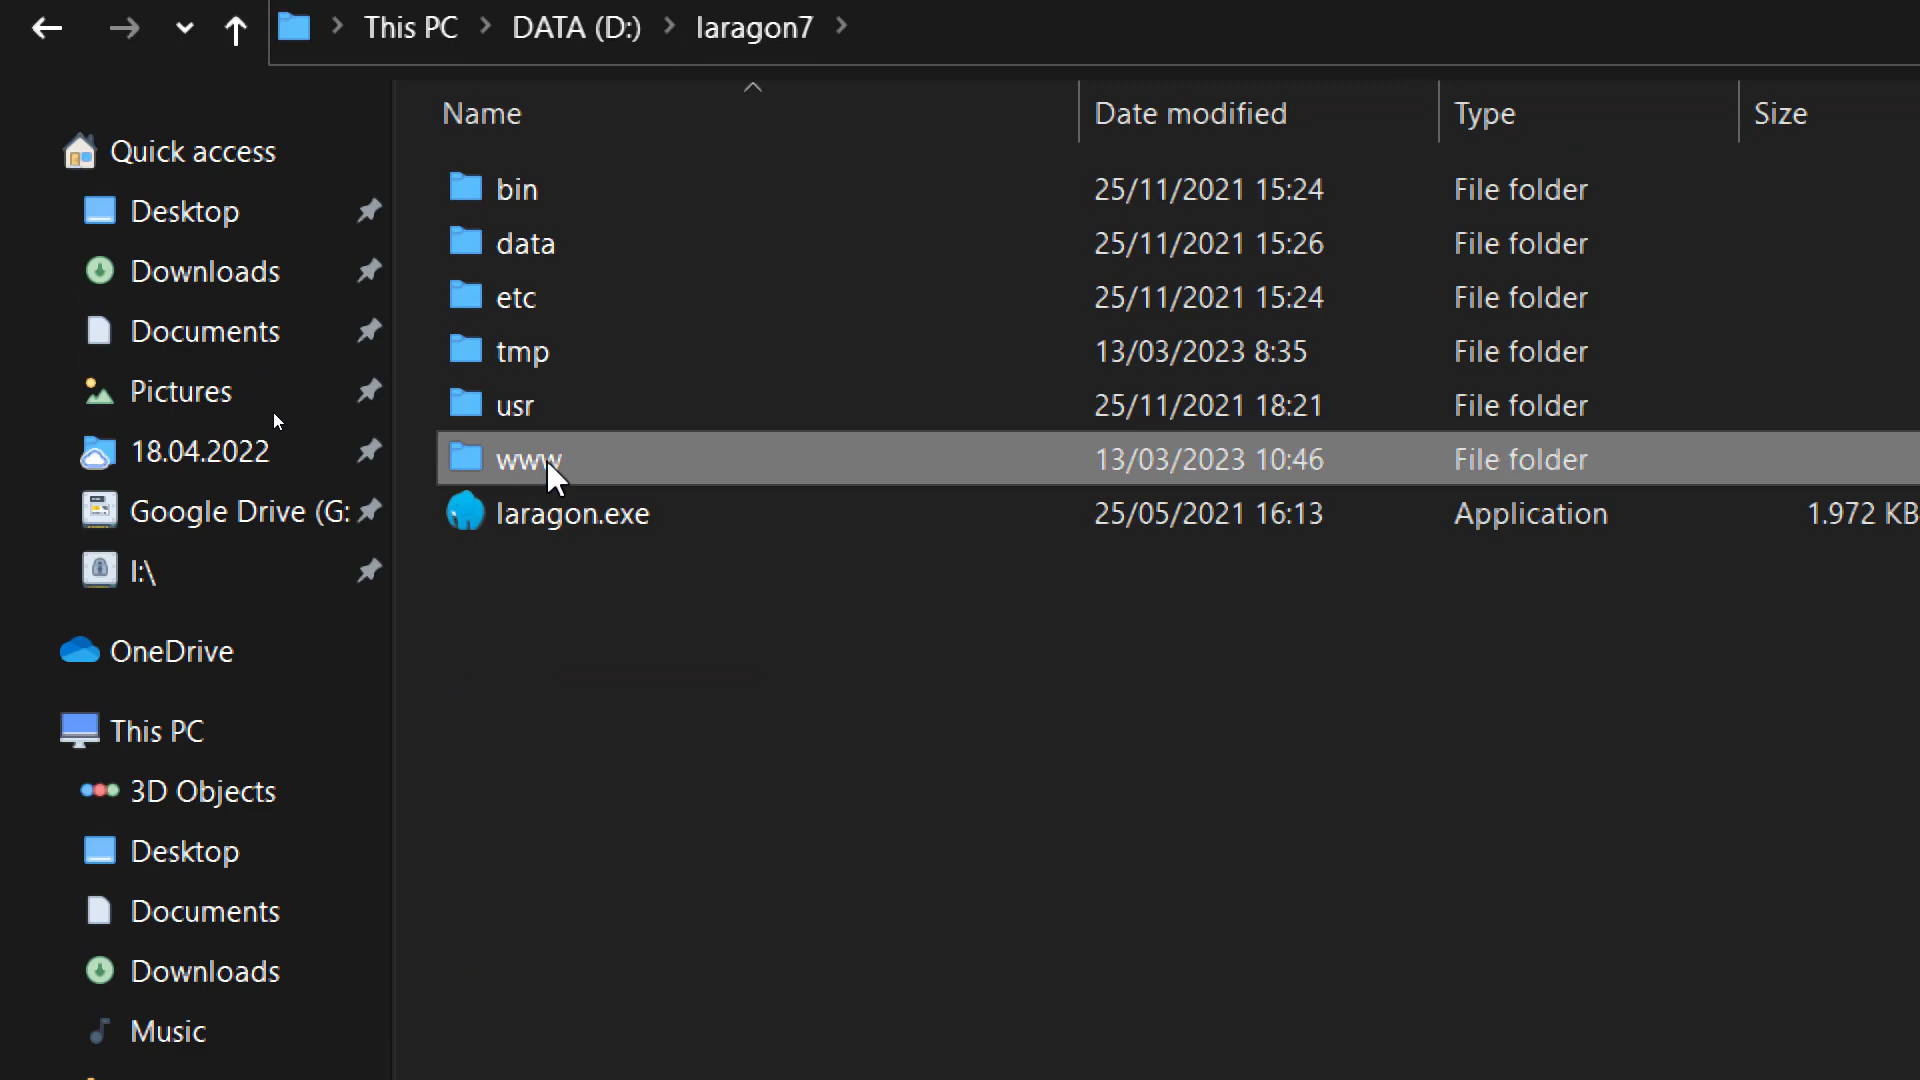 This PC > DATA (D:) > laragon7 >
Name Date modified Type Size
Quick access
Desktop
Downloads
Documents
Pictures
18.04.2022
Google Drive (G:
I:\
OneDrive
This PC
3D Objects
Desktop
Documents
Downloads
Music
bin 25/11/2021 15:24 File folder
data 25/11/2021 15:26 File folder
etc 25/11/2021 15:24 File folder
tmp 13/03/2023 8:35 File folder
usr 25/11/2021 18:21 File folder
www 13/03/2023 10:46 File folder
laragon.exe 25/05/2021 16:13 Application 1.972 KB